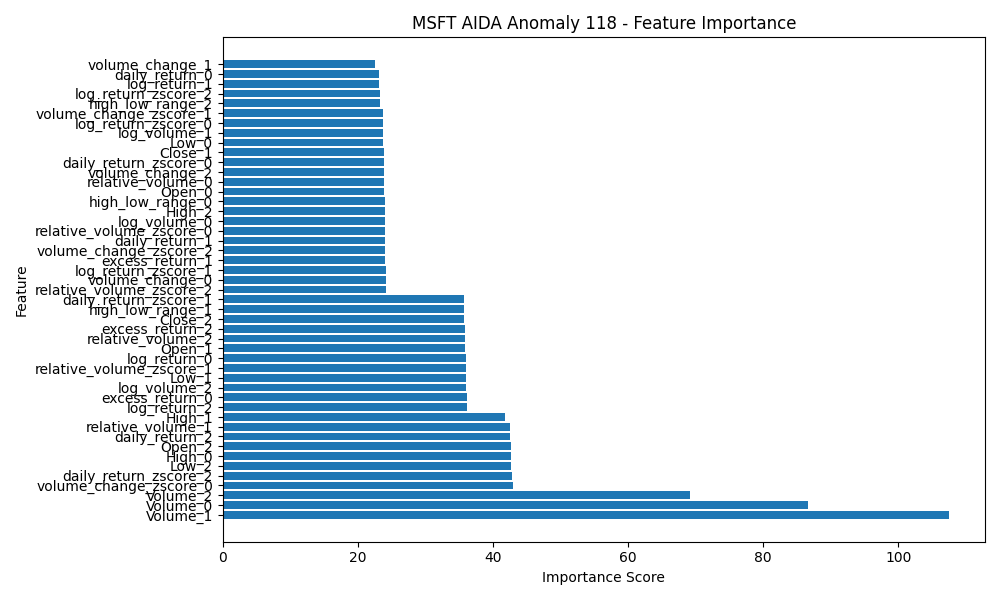 MSFT AIDA Anomaly 118 - Feature Importance
volume_change_1
daily_return_0
log_return_1
log_return_zscore_2
high_low_range_2
volume_change_zscore_1
log_return_zscore_0
log_volume_1
Low_0
Close_1
daily_return_zscore_0
volume_change_2
relative_volume_0
Open_0
high_low_range_0
High_2
log_volume_0
relative_volume_zscore_0
daily_return_1
volume_change_zscore_2
excess_return_1
log_return_zscore_1
volume_change_0
relative_volume_zscore_2
daily_return_zscore_1
high_low_range_1
Close_2
excess_return_2
relative_volume_2
Open_1
log_return_0
relative_volume_zscore_1
Low_1
log_volume_2
excess_return_0
log_return_2
High_1
relative_volume_1
daily_return_2
Open_2
High_0
Low_2
daily_return_zscore_2
volume_change_zscore_0
Volume_2
Volume_0
Volume_1
Feature
0 20 40 60 80 100
Importance Score